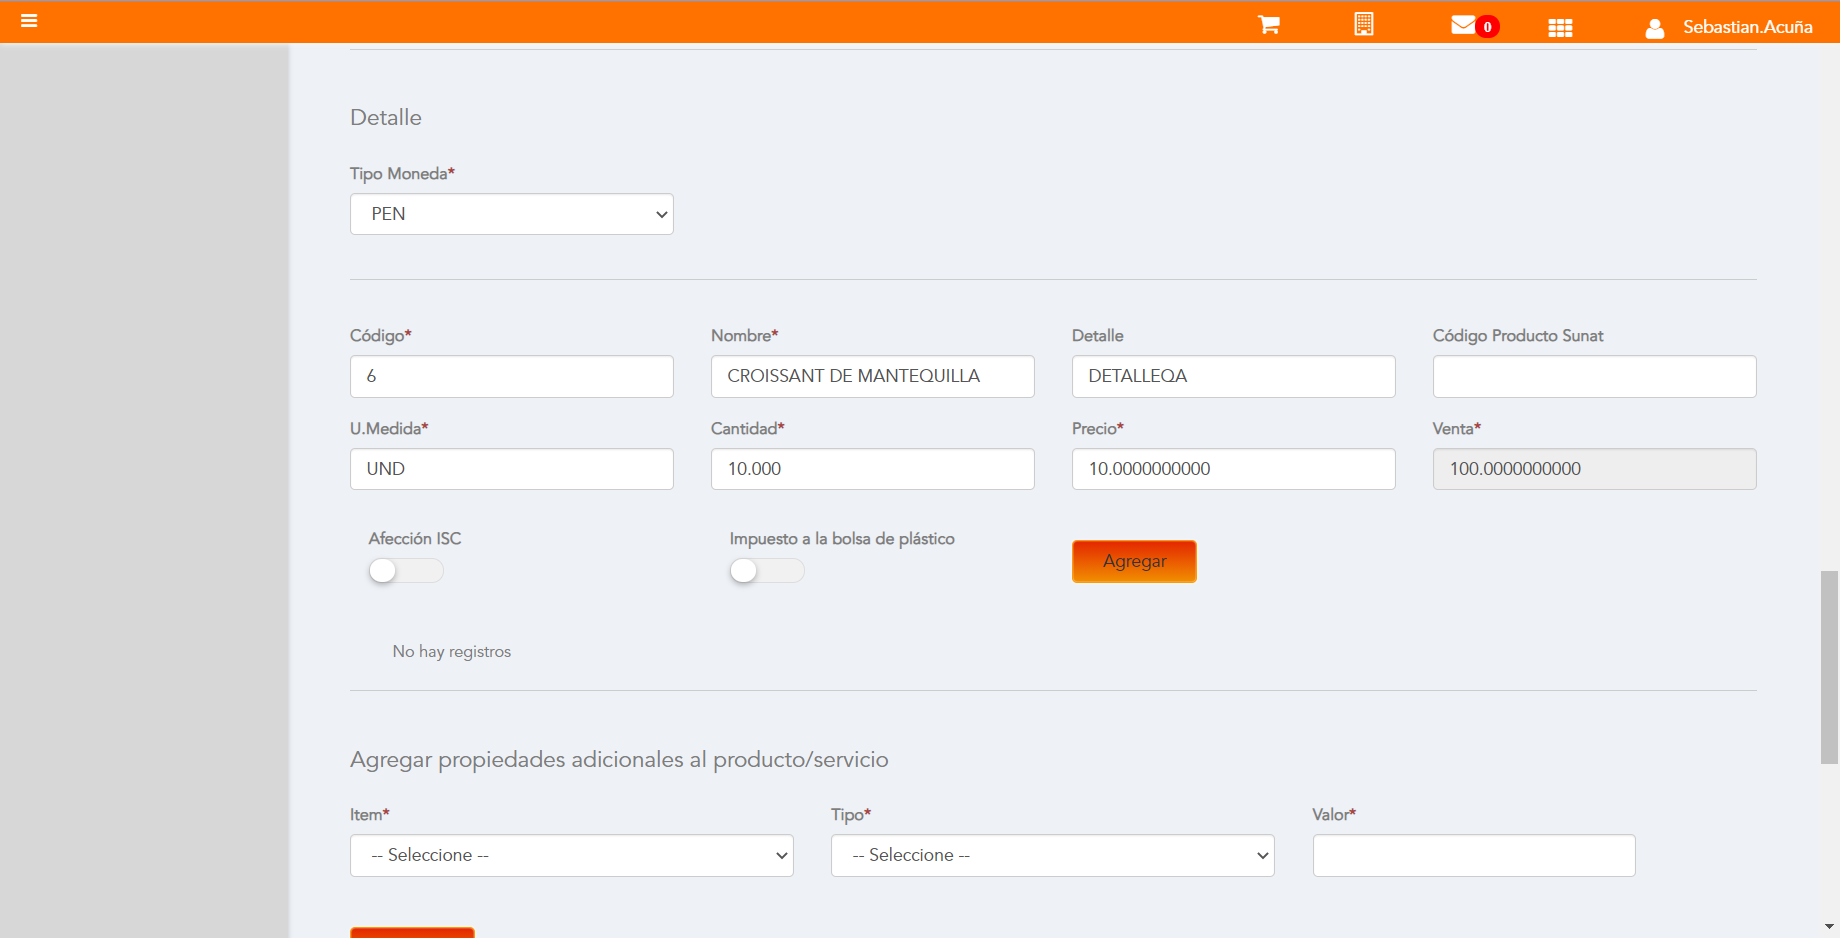 0
Sebastian.Acuña
Detalle
Tipo Moneda*
PEN
Código* Nombre* Detalle Código Producto Sunat
6 CROISSANT DE MANTEQUILLA DETALLEQA
U.Medida* Cantidad* Precio* Venta*
UND 10.000 10.0000000000 100.0000000000
Afección ISC Impuesto a la bolsa de plástico
Agregar
No hay registros
Agregar propiedades adicionales al producto/servicio
Item* Tipo* Valor*
-- Seleccione -- -- Seleccione --